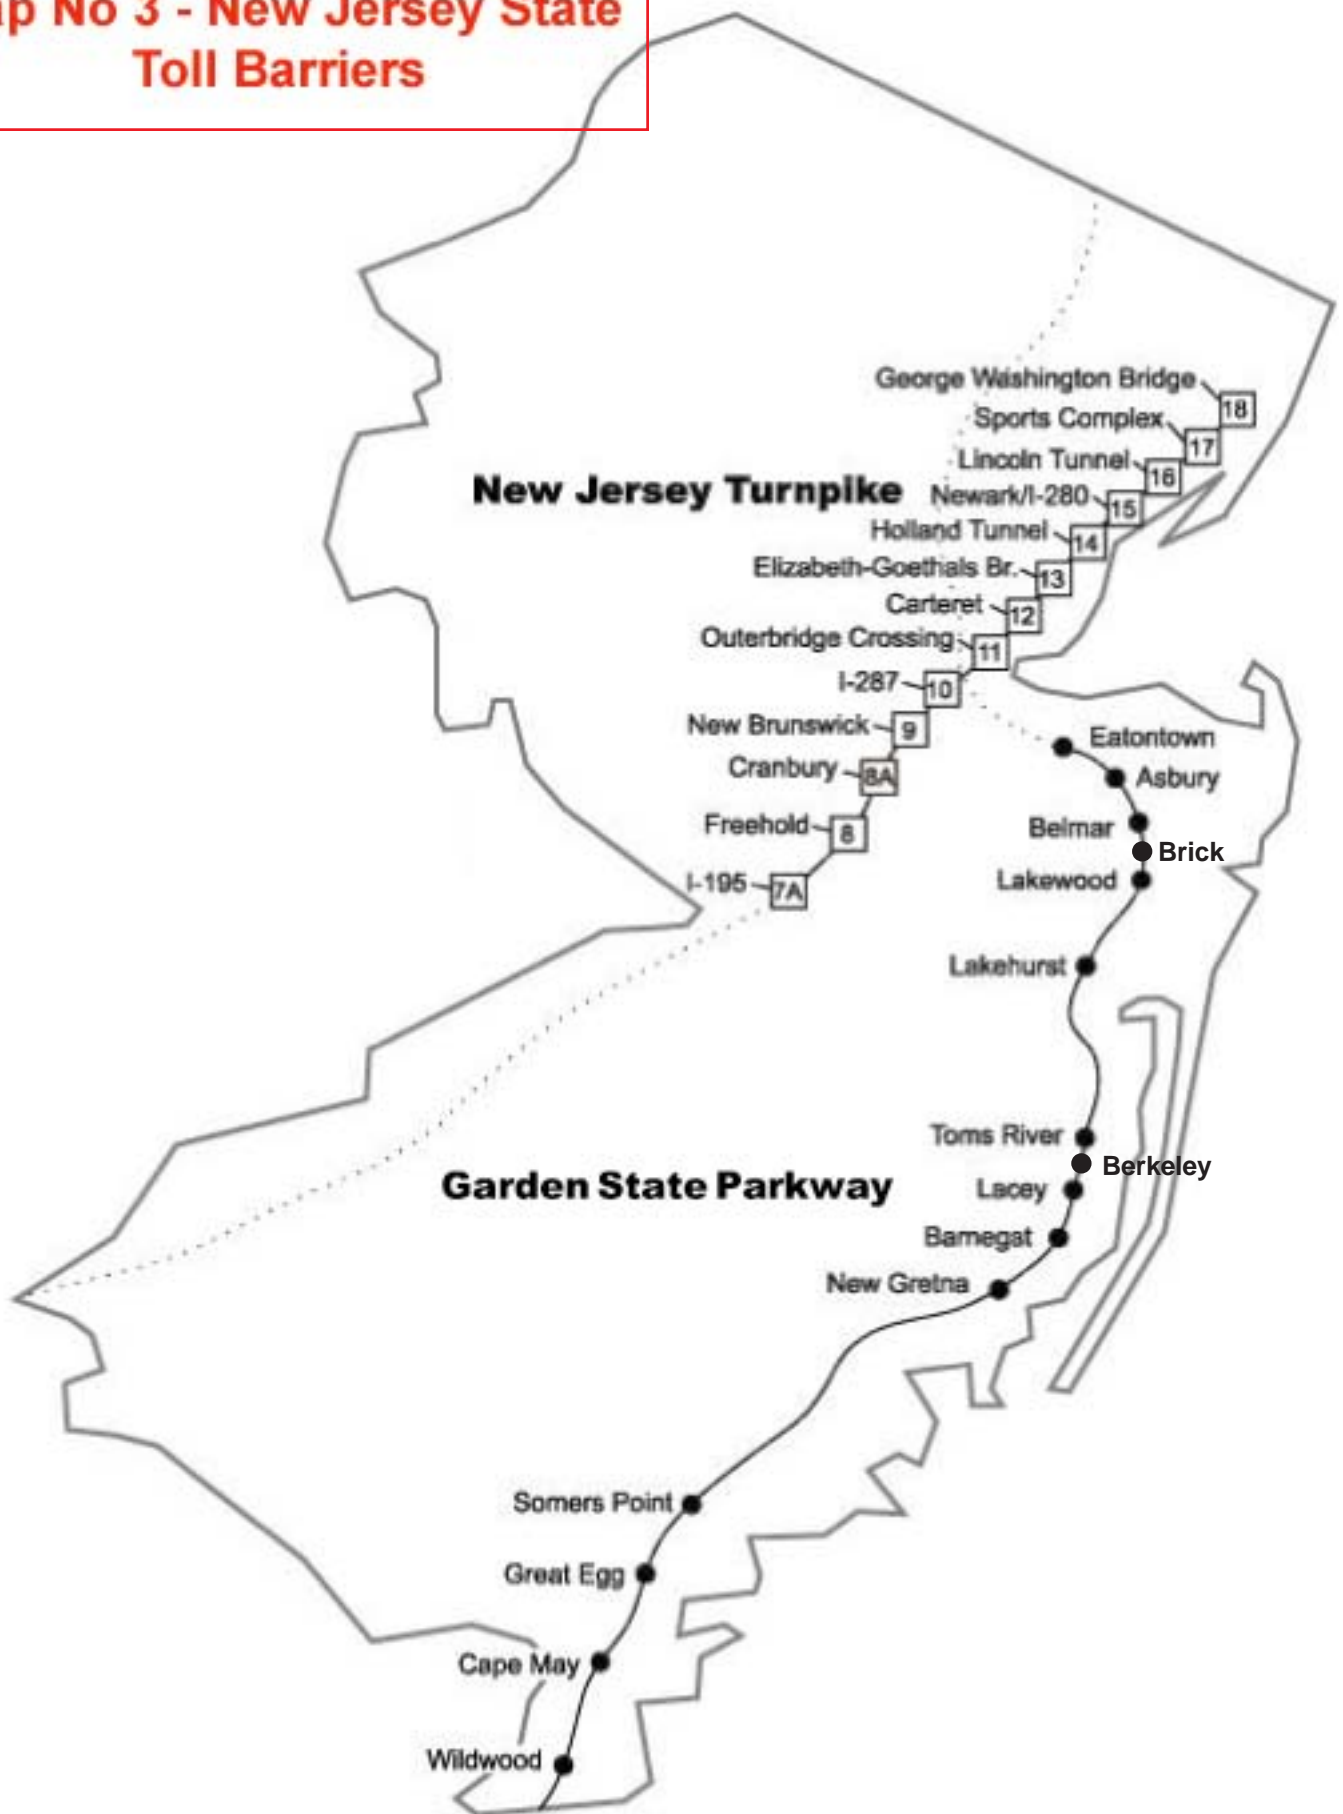 p No 3 - New Jersey State
Toll Barriers
George Washington Bridge
18
Sports Complex
17
Lincoln Tunnel
16
New Jersey Turnpike
Newark/I-280
15
Holland Tunnel
14
Elizabeth-Goethals Br.
13
Carteret
12
Outerbridge Crossing
11
I-287
10
New Brunswick
9
Eatontown
Cranbury
8A
Asbury
Freehold
8
Belmar
Brick
I-195
7A
Lakewood
Lakehurst
Toms River
Berkeley
Garden State Parkway
Lacey
Barnegat
New Gretna
Somers Point
Great Egg
Cape May
Wildwood